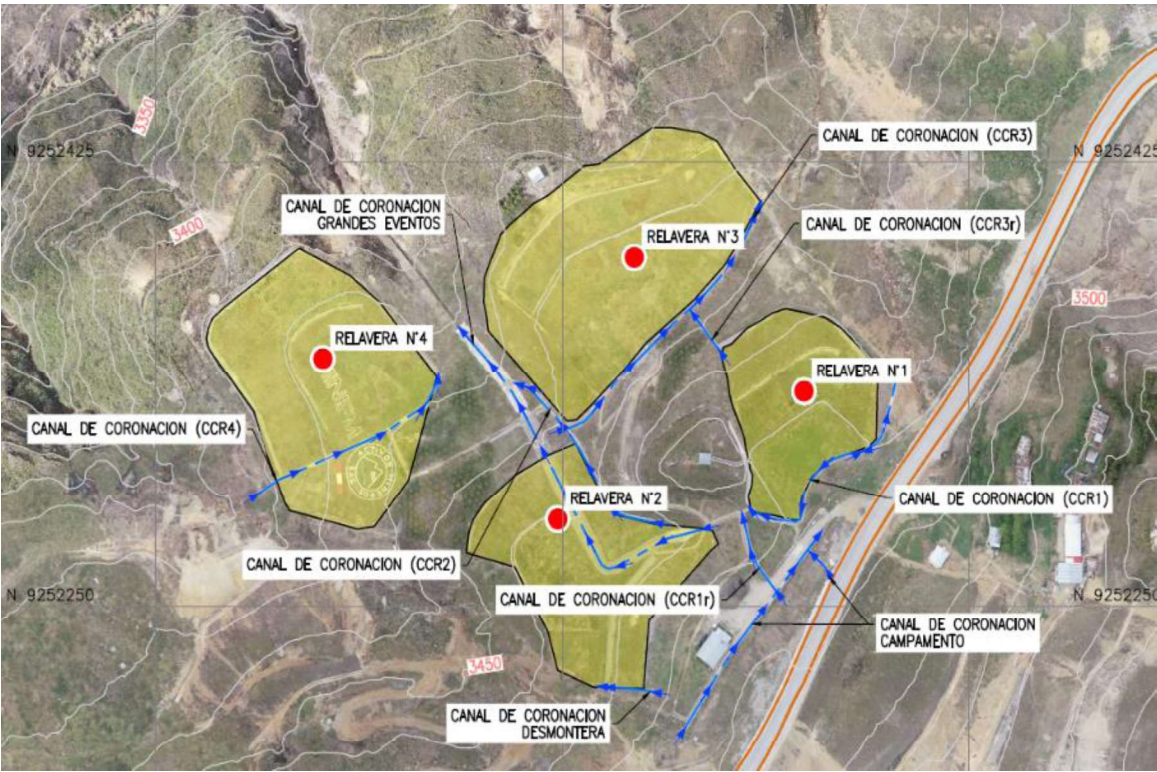 CANAL DE CORONACION (CCR3)
3350
N 9252425
N 9252425
CANAL DE CORONACION
GRANDES EVENTOS
CANAL DE CORONACION (CCR3r)
3400
RELAVERA N°3
3500
RELAVERA N°4
RELAVERA N°1
CANAL DE CORONACION (CCR4)
RELAVERA N°2
CANAL DE CORONACION (CCR1)
CANAL DE CORONACION (CCR2)
N 9252250
CANAL DE CORONACION (CCR1r)
N 9252250
CANAL DE CORONACION
CAMPAMENTO
3450
CANAL DE CORONACION
DESMONTERA